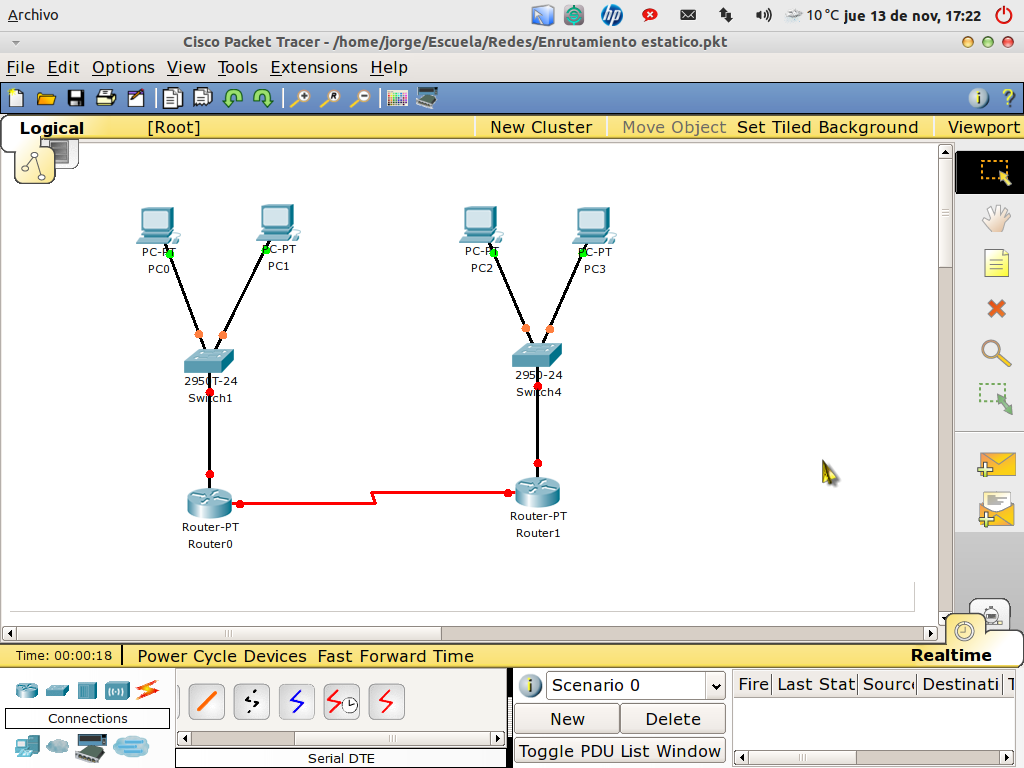 Archivo
10 °C jue 13 de nov, 17:22
Cisco Packet Tracer - /home/jorge/Escuela/Redes/Enrutamiento estatico.pkt
File Edit Options View Tools Extensions Help
Logical [Root] New Cluster Move Object Set Tiled Background Viewport
PC-PT
PC0
PC-PT
PC1
PC-PT
PC2
PC-PT
PC3
2950T-24
Switch1
2950-24
Switch4
Router-PT
Router0
Router-PT
Router1
Time: 00:00:18 Power Cycle Devices Fast Forward Time Realtime
Connections
Serial DTE
Scenario 0
New Delete
Toggle PDU List Window
Fire Last Stat Source Destinati T